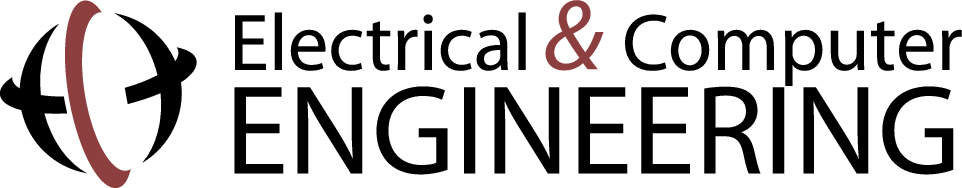 Electrical & Computer
ENGINEERING